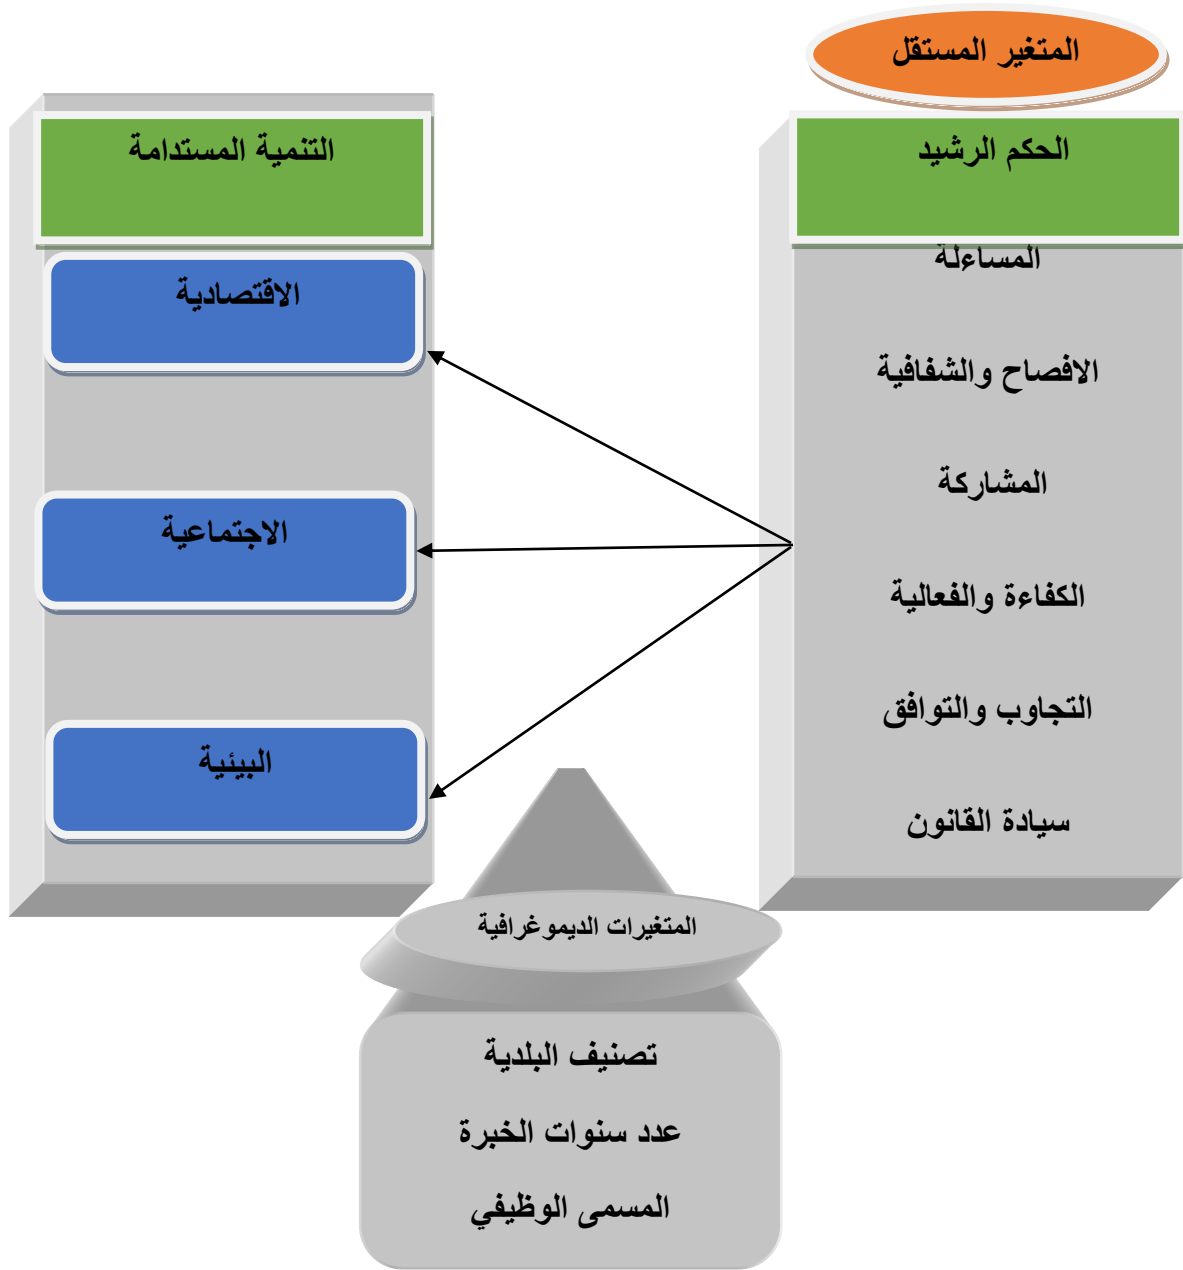 المتغير المستقل
الحكم الرشيد
المساءلة
الافصاح والشفافية
المشاركة
الكفاءة والفعالية
التجاوب والتوافق
سيادة القانون
التنمية المستدامة
الاقتصادية
الاجتماعية
البيئية
المتغيرات الديموغرافية
تصنيف البلدية
عدد سنوات الخبرة
المسمى الوظيفي